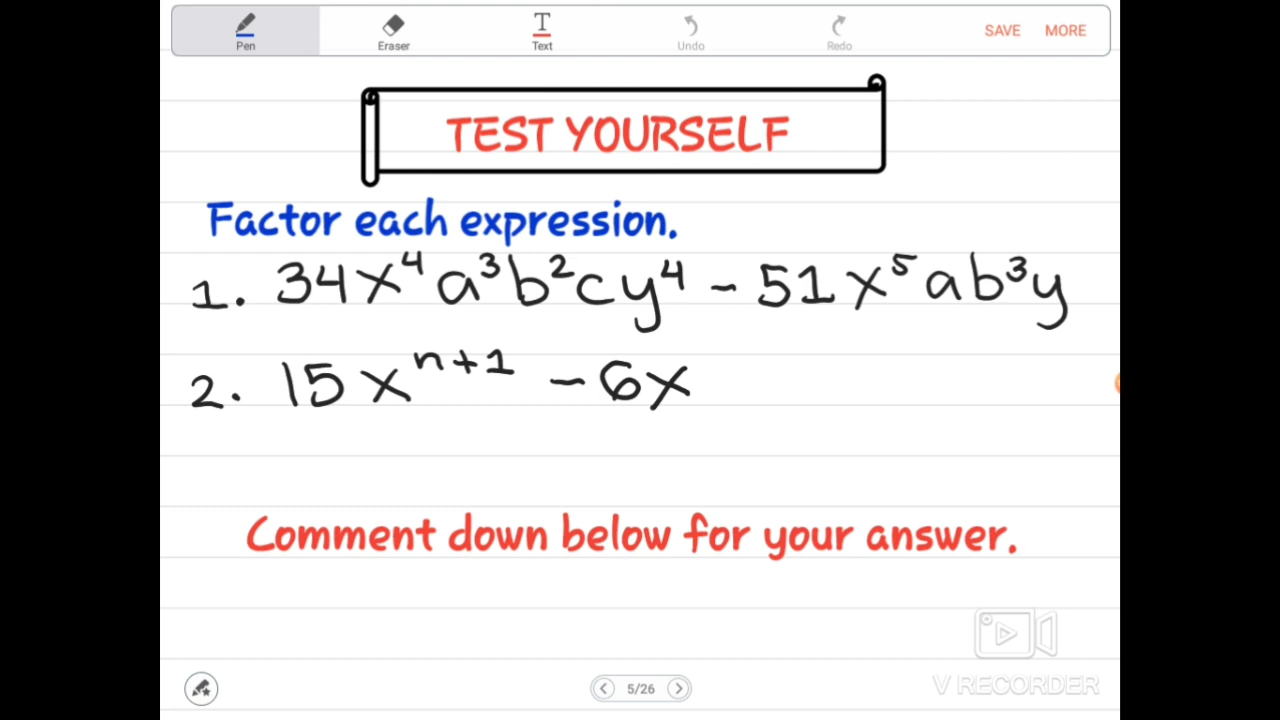 Pen Eraser Text Undo Redo SAVE MORE
TEST YOURSELF
Factor each expression.
1. 34x⁴a³b²cy⁴ - 51x⁵ab³y
2. 15xⁿ⁺¹ - 6x
Comment down below for your answer.
5/26
V RECORDER